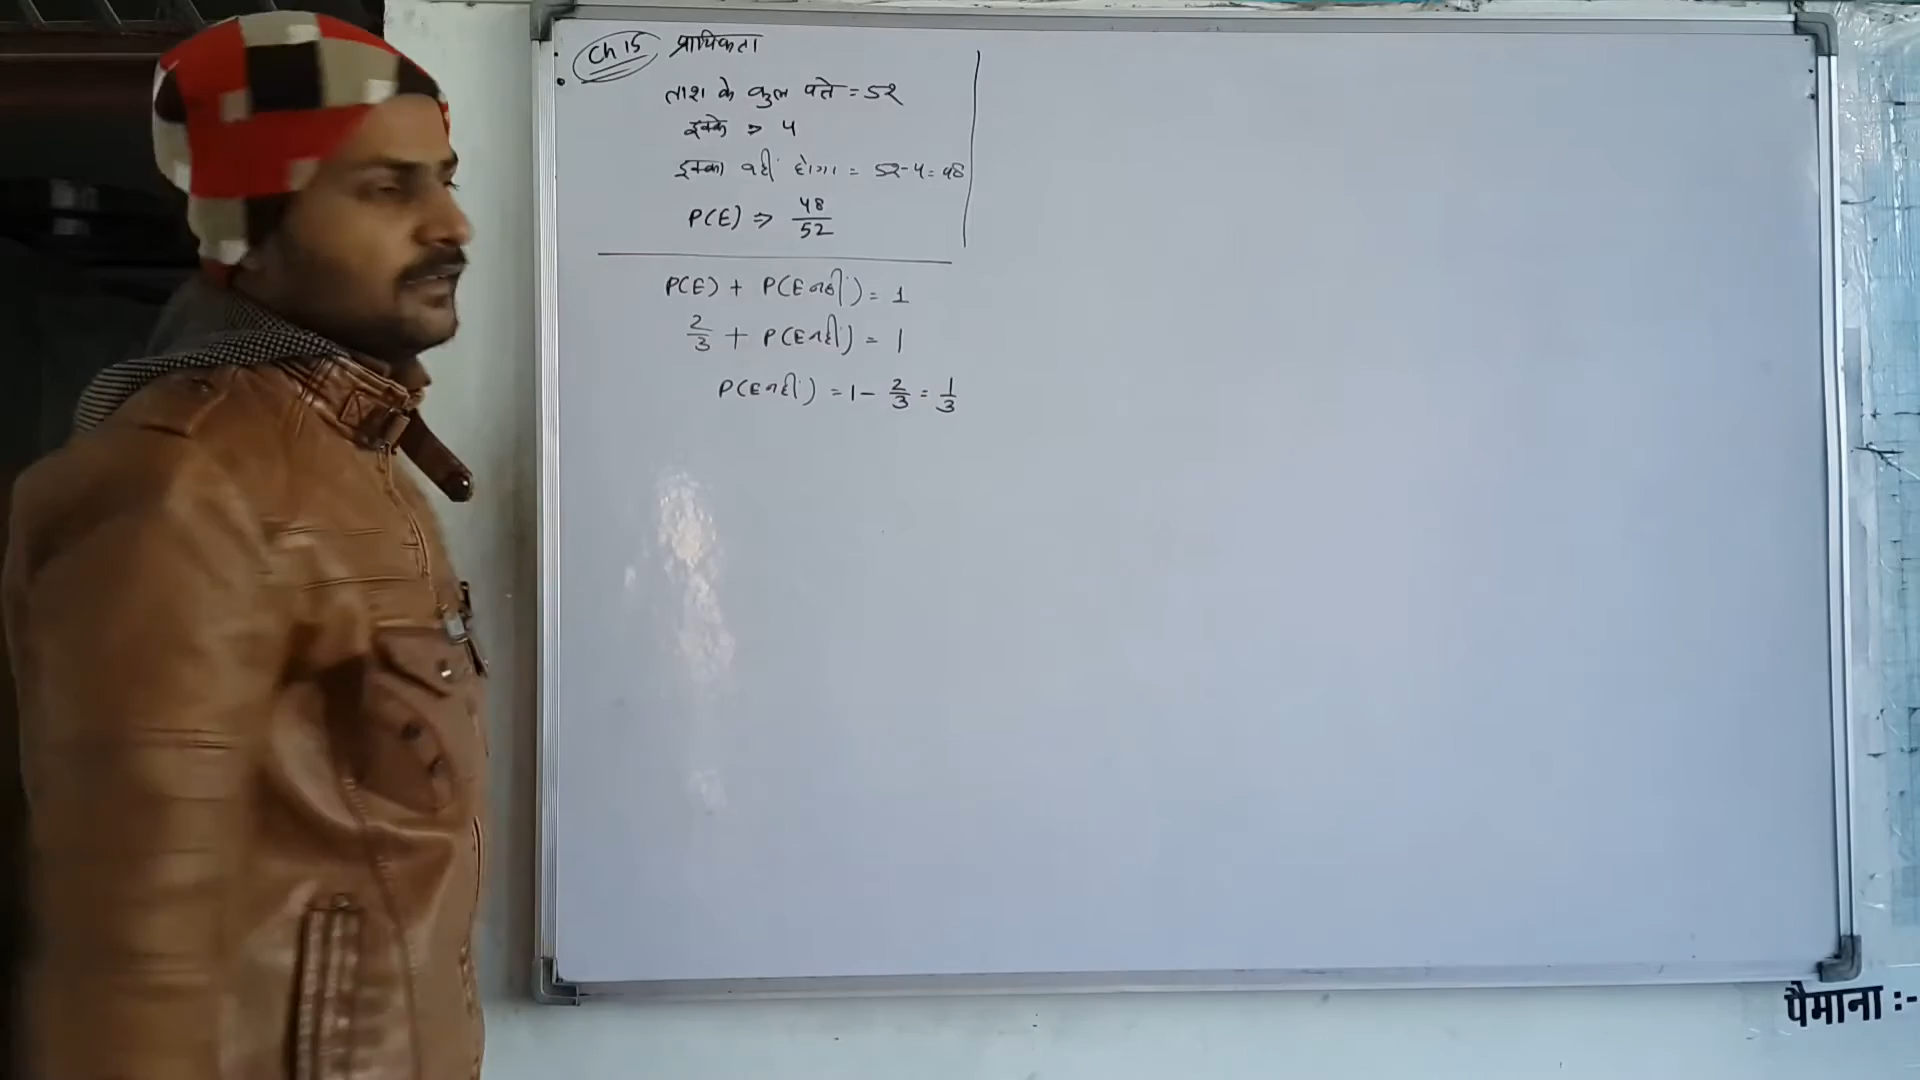 Ch 15 प्रायिकता
ताश के कुल पत्ते = 52
इक्के ⇒ 4
इक्का नहीं होगा = 52-4=48
P(E) ⇒ 48/52
P(E) + P(E नहीं) = 1
2/3 + P(E नहीं) = 1
P(E नहीं) = 1 - 2/3 = 1/3
पैमाना :-